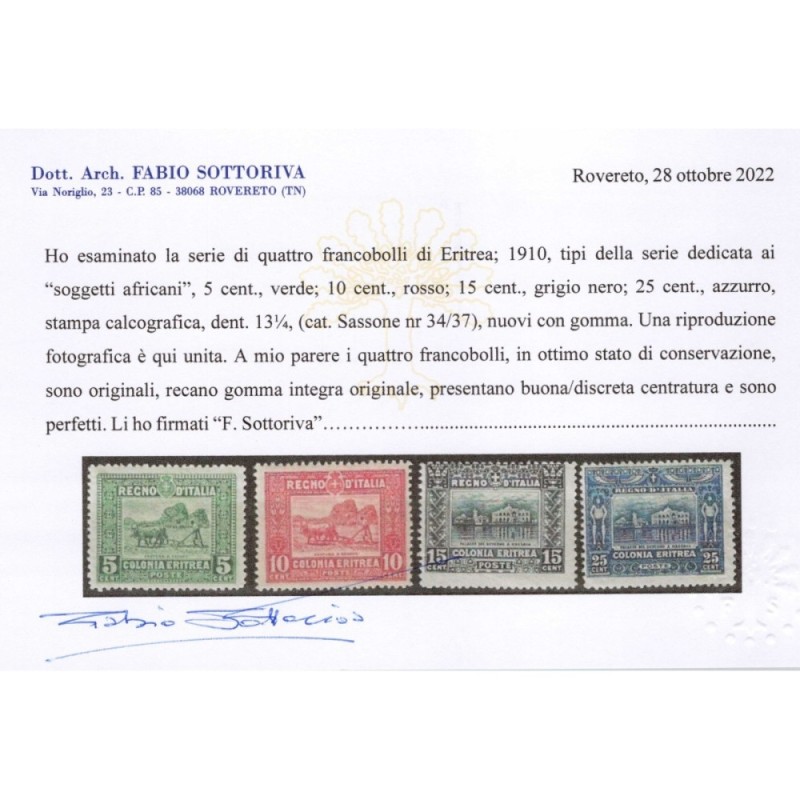 Dott. Arch. FABIO SOTTORIVA
Via Noriglio, 23 - C.P. 85 - 38068 ROVERETO (TN)
Rovereto, 28 ottobre 2022
Ho esaminato la serie di quattro francobolli di Eritrea; 1910, tipi della serie dedicata ai
“soggetti africani”, 5 cent., verde; 10 cent., rosso; 15 cent., grigio nero; 25 cent., azzurro,
stampa calcografica, dent. 13¼, (cat. Sassone nr 34/37), nuovi con gomma. Una riproduzione
fotografica è qui unita. A mio parere i quattro francobolli, in ottimo stato di conservazione,
sono originali, recano gomma integra originale, presentano buona/discreta centratura e sono
perfetti. Li ho firmati “F. Sottoriva”…………………………………………………………
REGNO D'ITALIA
5 CENT COLONIA ERITREA 5 CENT
POSTE
REGNO D'ITALIA
10 CENT COLONIA ERITREA 10 CENT
POSTE
REGNO D'ITALIA
15 CENT COLONIA ERITREA 15 CENT
POSTE
REGNO D'ITALIA
25 CENT COLONIA ERITREA 25 CENT
POSTE
Fabio Sottoriva